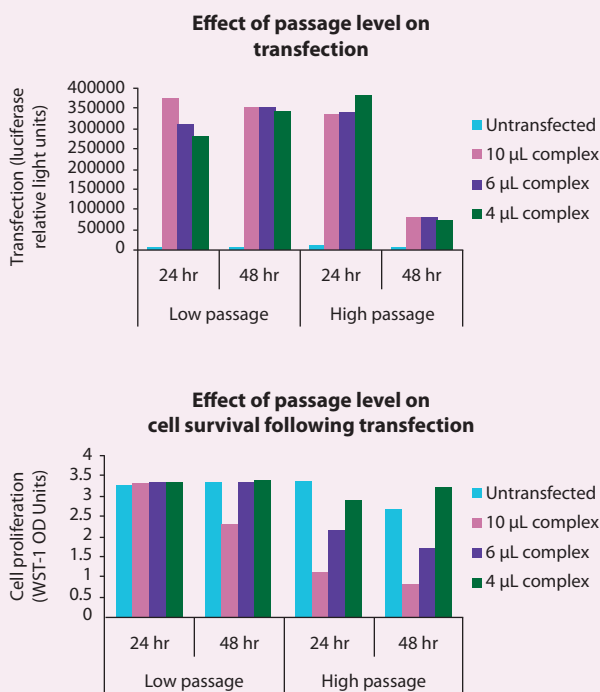 Effect of passage level on
transfection
Transfection (luciferase
relative light units)
400000
350000
300000
250000
200000
150000
100000
50000
0
24 hr
48 hr
24 hr
48 hr
Low passage
High passage
Untransfected
10 µL complex
6 µL complex
4 µL complex
Effect of passage level on
cell survival following transfection
Cell proliferation
(WST-1 OD Units)
4
3.5
3
2.5
2
1.5
1
0.5
0
24 hr
48 hr
24 hr
48 hr
Low passage
High passage
Untransfected
10 µL complex
6 µL complex
4 µL complex